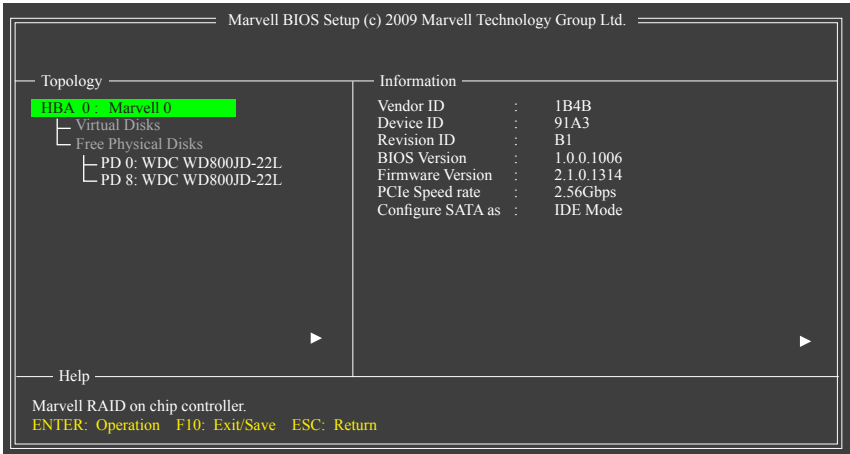 Marvell BIOS Setup (c) 2009 Marvell Technology Group Ltd.
Topology
HBA 0 : Marvell 0
Virtual Disks
Free Physical Disks
PD 0: WDC WD800JD-22L
PD 8: WDC WD800JD-22L
Information
Vendor ID : 1B4B
Device ID : 91A3
Revision ID : B1
BIOS Version : 1.0.0.1006
Firmware Version : 2.1.0.1314
PCIe Speed rate : 2.56Gbps
Configure SATA as : IDE Mode
Help
Marvell RAID on chip controller.
ENTER: Operation F10: Exit/Save ESC: Return